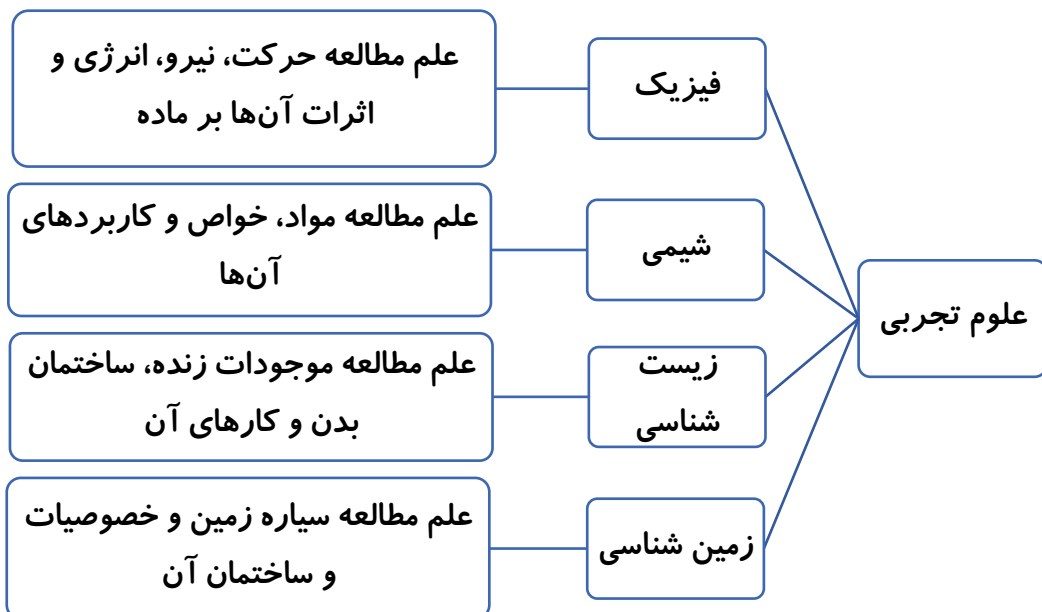 علوم تجربی
فیزیک
علم مطالعه حرکت، نیرو، انرژی و
اثرات آن‌ها بر ماده
شیمی
علم مطالعه مواد، خواص و کاربردهای
آن‌ها
زیست
شناسی
علم مطالعه موجودات زنده، ساختمان
بدن و کارهای آن
زمین شناسی
علم مطالعه سیاره زمین و خصوصیات
و ساختمان آن